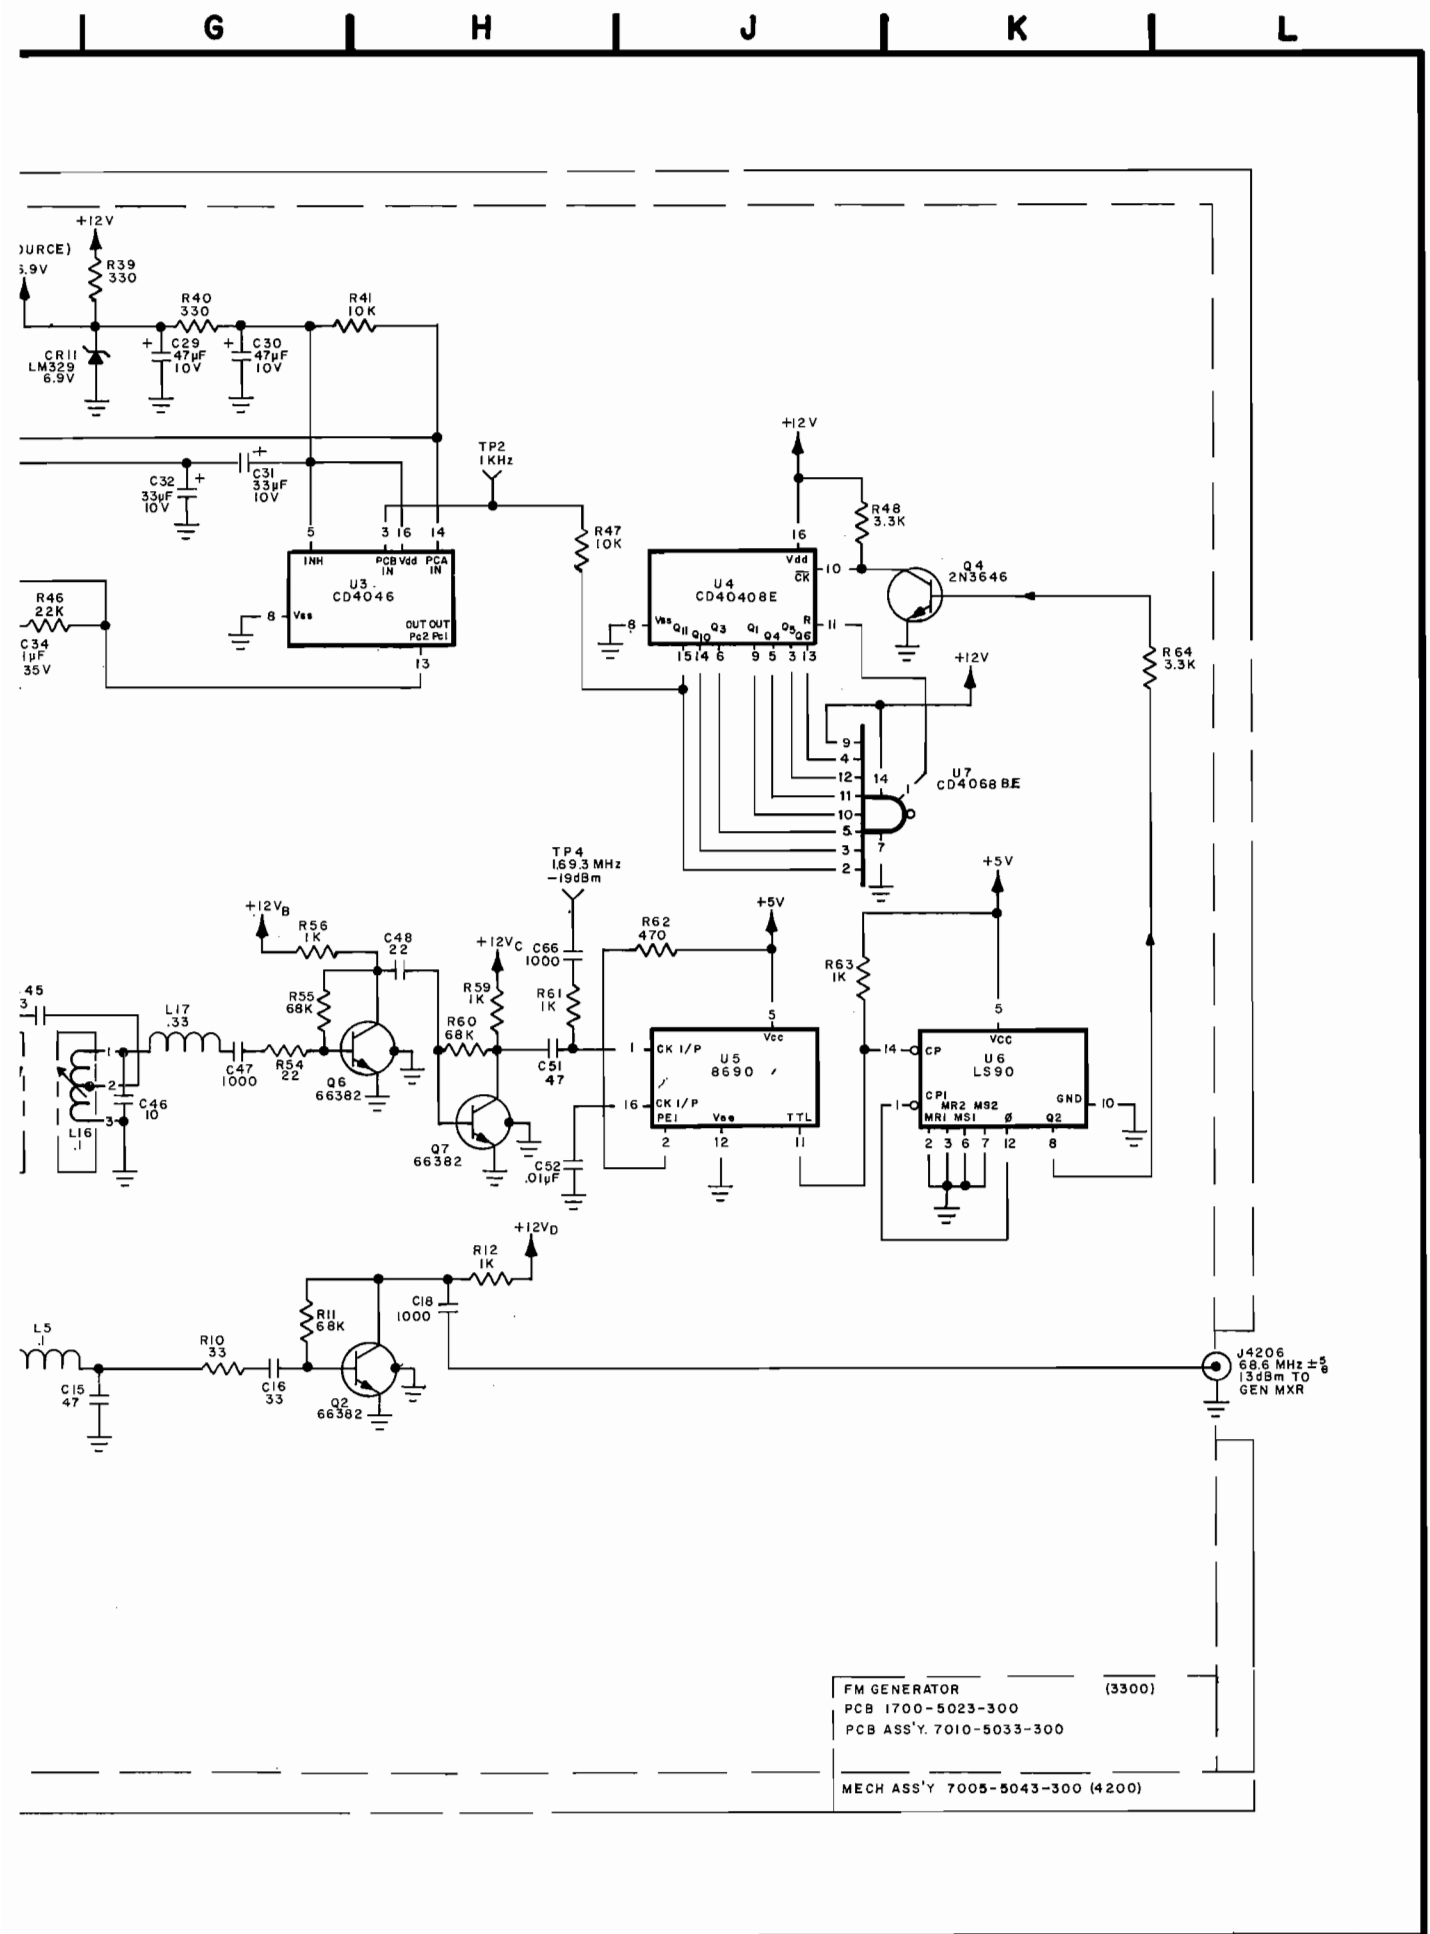 G H J K L
+12V
OURCE)
6.9V
R39
330
R40
330
R41
10K
CR11
LM329
6.9V
+
C29
47µF
10V
+
C30
47µF
10V
+12V
TP2
1KHz
C32
33µF
10V
+
+
C31
33µF
10V
5 3 16 14
INH PCB Vdd PCA
IN IN
U3
CD4046
8 Vss
OUT OUT
Pc2 Pc1
13
R46
22K
C34
1µF
35V
R47
10K
R48
3.3K
16
Vdd
CK 10
U4
CD40408E
8 Vss
R 11
Q11 Q10 Q3 Q1 Q4 Q5 Q6
15 14 6 9 5 3 13
Q4
2N3646
+12V
R64
3.3K
9
4
12 14
11 1
10
5
3 7
2
U7
CD4068BE
TP4
169.3 MHz
-19dBm
+5V
+12VB
R56
1K
C48
22
+12VC
C66
1000
R62
470
+5V
R63
1K
45
3
L17
.33
R55
68K
R59
1K
R61
1K
R60
68K
1
2
3
C46
10
L16
.1
C47
1000
R54
22
Q6
66382
C51
47
5
Vcc
1 CK I/P
U5
8690
16 CK I/P
PE1 Vss TTL
2 12 11
Q7
66382
C52
.01µF
5
VCC
14 CP
U6
LS90
1 CP1
MR2 MS2
MR1 MS1 Ø Q2
GND 10
2 3 6 7 12 8
+12VD
R12
1K
R11
68K
C18
1000
L5
.1
R10
33
C15
47
C16
33
Q2
66382
J4206
68.6 MHz ±5/8
13dBm TO
GEN MXR
FM GENERATOR (3300)
PCB 1700-5023-300
PCB ASS'Y. 7010-5033-300
MECH ASS'Y 7005-5043-300 (4200)